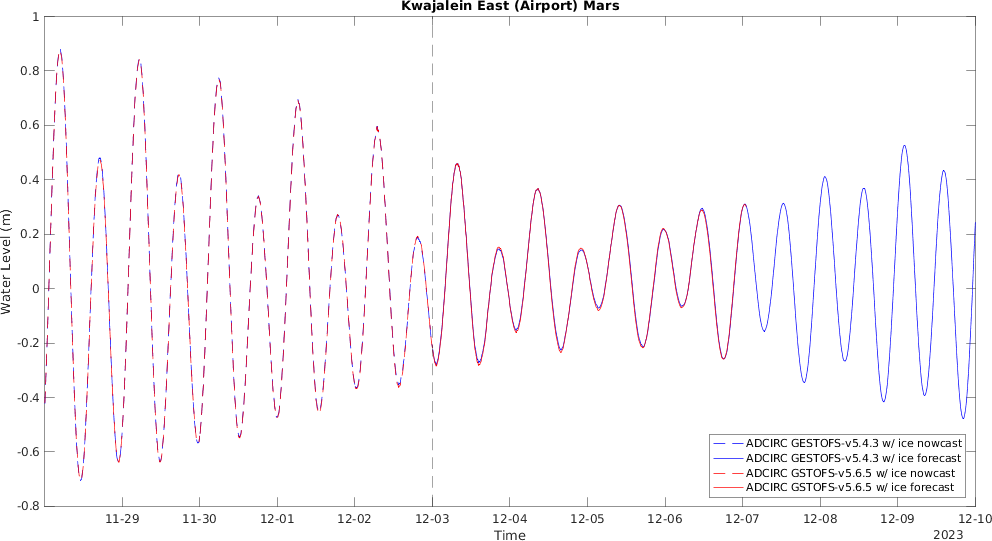 Kwajalein East (Airport) Mars
1
0.8
0.6
0.4
0.2
0
-0.2
-0.4
-0.6
-0.8
Water Level (m)
ADCIRC GESTOFS-v5.4.3 w/ ice nowcast
ADCIRC GESTOFS-v5.4.3 w/ ice forecast
ADCIRC GSTOFS-v5.6.5 w/ ice nowcast
ADCIRC GSTOFS-v5.6.5 w/ ice forecast
11-29 11-30 12-01 12-02 12-03 12-04 12-05 12-06 12-07 12-08 12-09 12-10
Time
2023